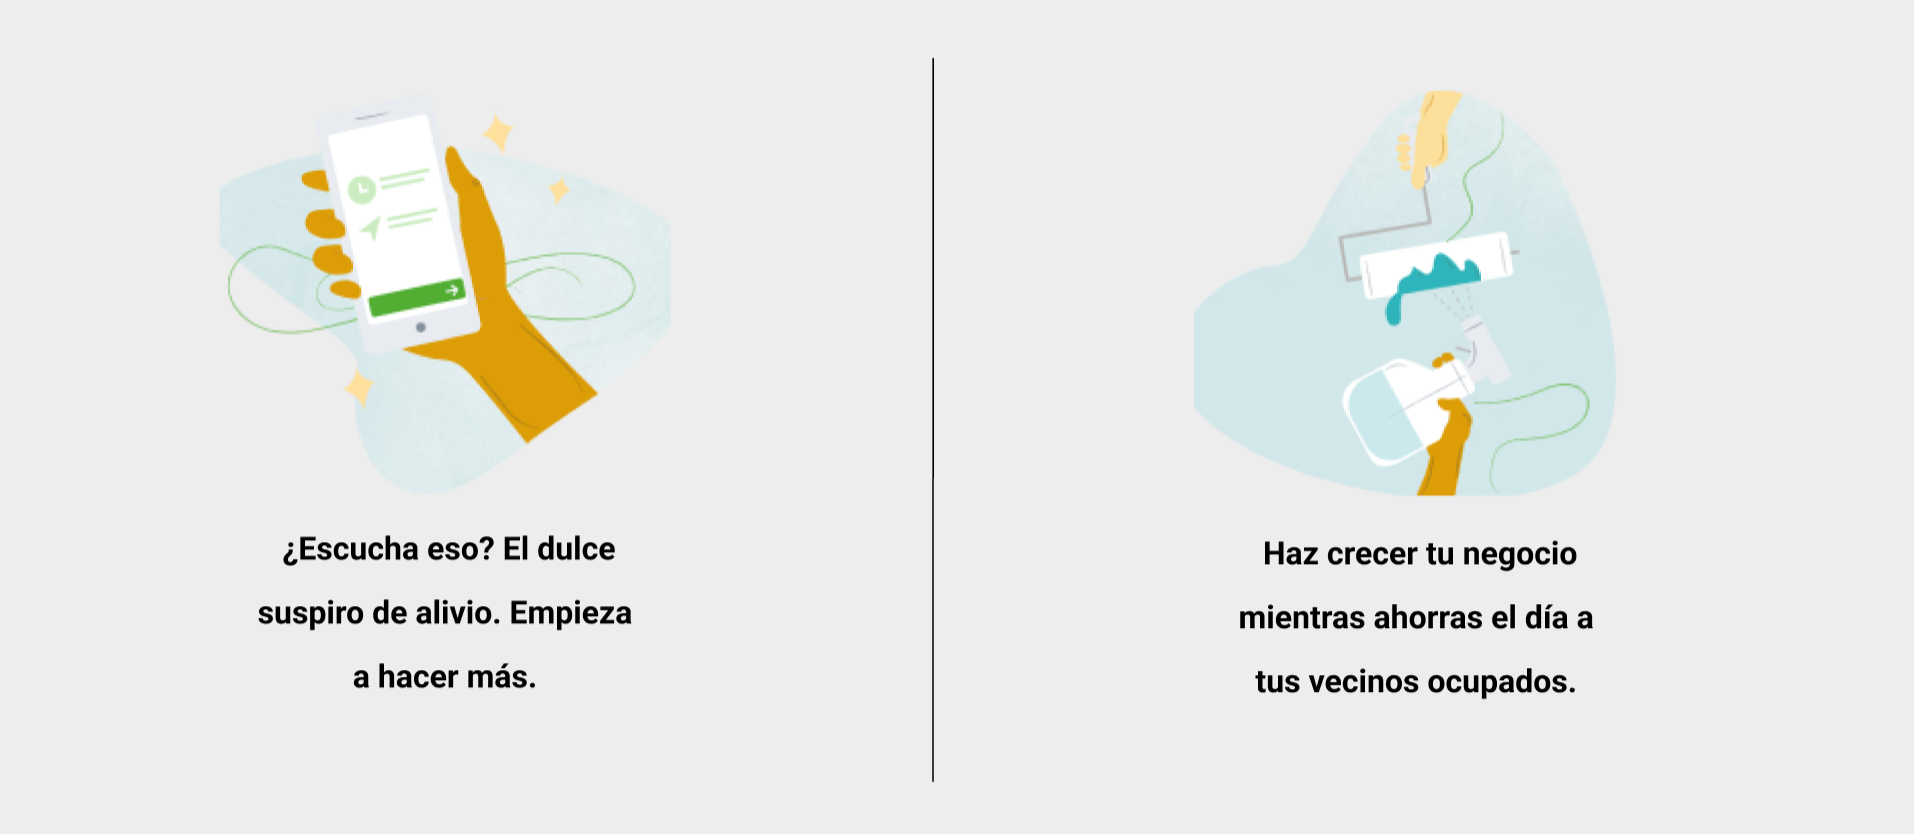 ¿Escucha eso? El dulce
suspiro de alivio. Empieza
a hacer más.
Haz crecer tu negocio
mientras ahorras el día a
tus vecinos ocupados.